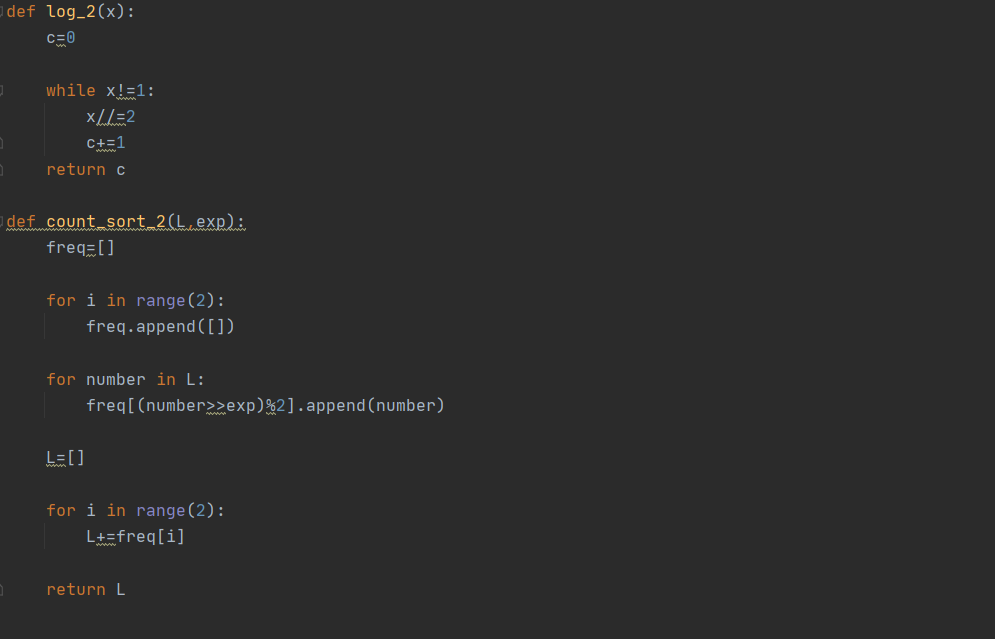 def log_2(x):
    c=0
    while x!=1:
        x//=2
        c+=1
    return c
def count_sort_2(L,exp):
    freq=[]
    for i in range(2):
        freq.append([])
    for number in L:
        freq[(number>>exp)%2].append(number)
    L=[]
    for i in range(2):
        L+=freq[i]
    return L